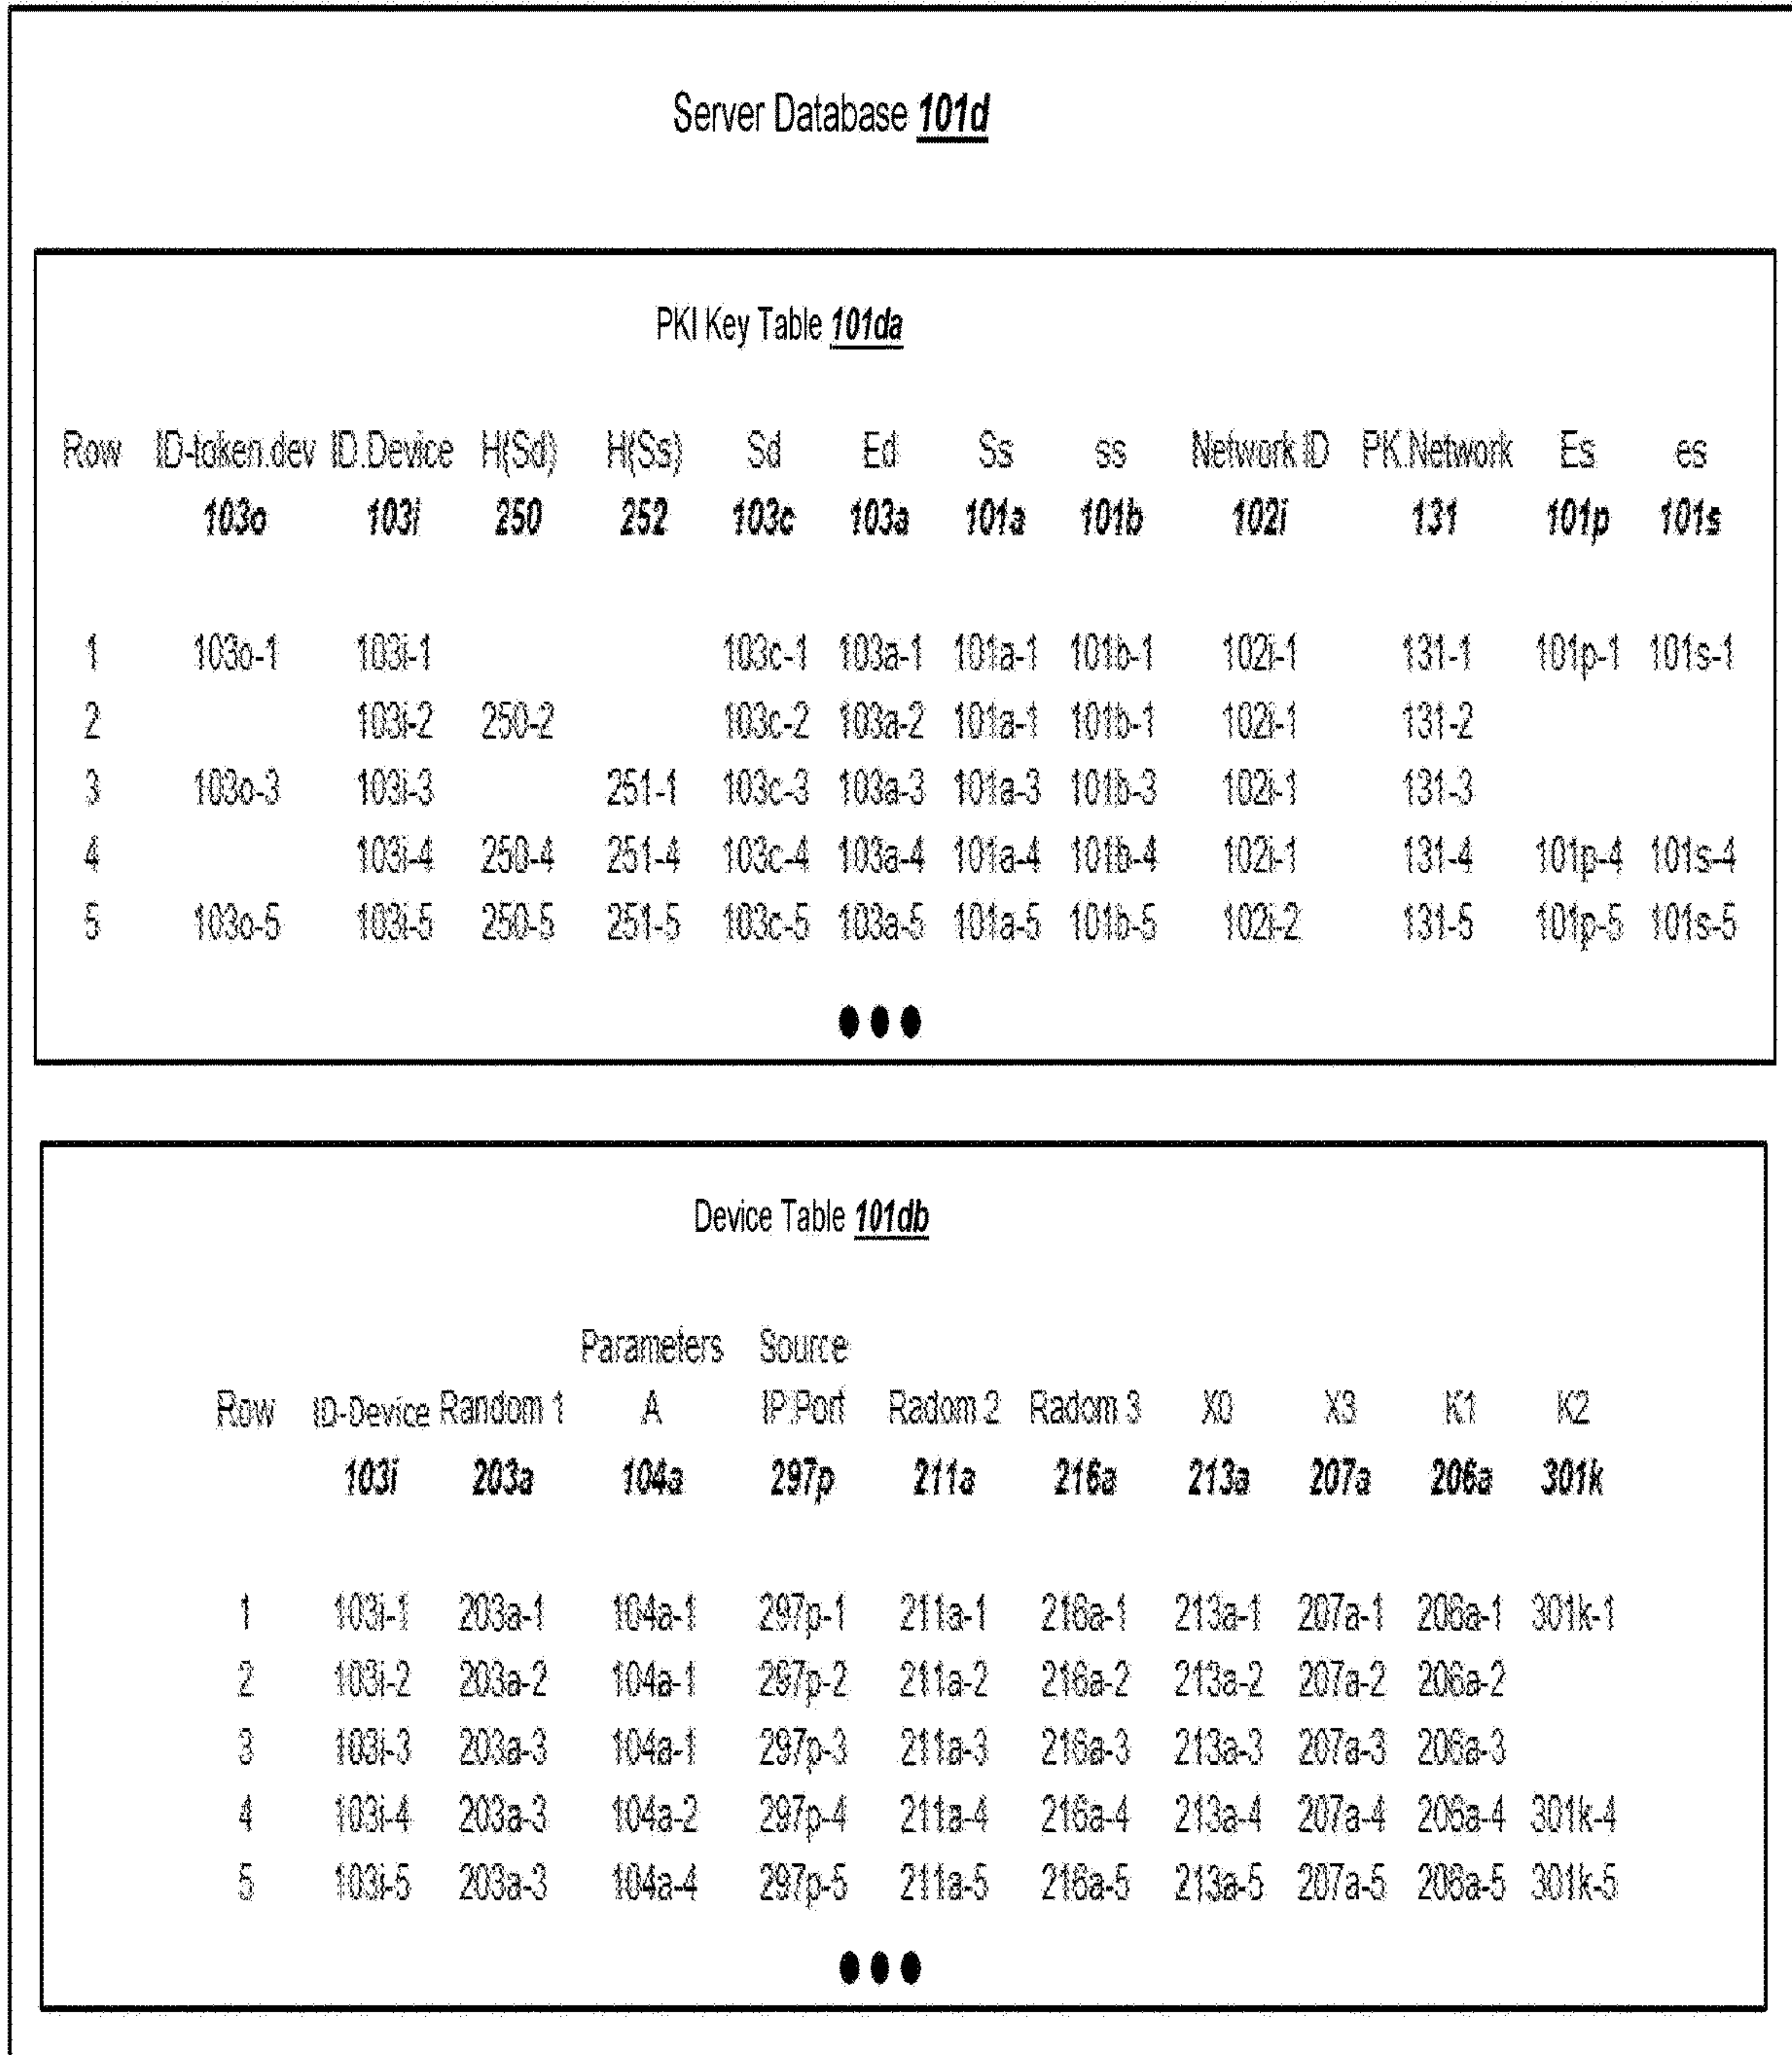 Server Database 101d
PKI Key Table 101da
Row ID-token.dev ID.Device H(Sd) H(Ss) Sd Ed Ss ss Network ID PK.Network Es es
103o 103i 250 252 103c 103a 101a 101b 102i 131 101p 101s
1 103o-1 103i-1 103c-1 103a-1 101a-1 101b-1 102i-1 131-1 101p-1 101s-1
2 103i-2 250-2 103c-2 103a-2 101a-1 101b-1 102i-1 131-2
3 103o-3 103i-3 251-1 103c-3 103a-3 101a-3 101b-3 102i-1 131-3
4 103i-4 250-4 251-4 103c-4 103a-4 101a-4 101b-4 102i-1 131-4 101p-4 101s-4
5 103o-5 103i-5 250-5 251-5 103c-5 103a-5 101a-5 101b-5 102i-2 131-5 101p-5 101s-5
Device Table 101db
Parameters Source
Row ID-Device Random 1 A IP:Port Radom 2 Radom 3 X0 X3 K1 K2
103i 203a 104a 297p 211a 216a 213a 207a 206a 301k
1 103i-1 203a-1 104a-1 297p-1 211a-1 216a-1 213a-1 207a-1 206a-1 301k-1
2 103i-2 203a-2 104a-1 297p-2 211a-2 216a-2 213a-2 207a-2 206a-2
3 103i-3 203a-3 104a-1 297p-3 211a-3 216a-3 213a-3 207a-3 206a-3
4 103i-4 203a-3 104a-2 297p-4 211a-4 216a-4 213a-4 207a-4 206a-4 301k-4
5 103i-5 203a-3 104a-4 297p-5 211a-5 216a-5 213a-5 207a-5 206a-5 301k-5